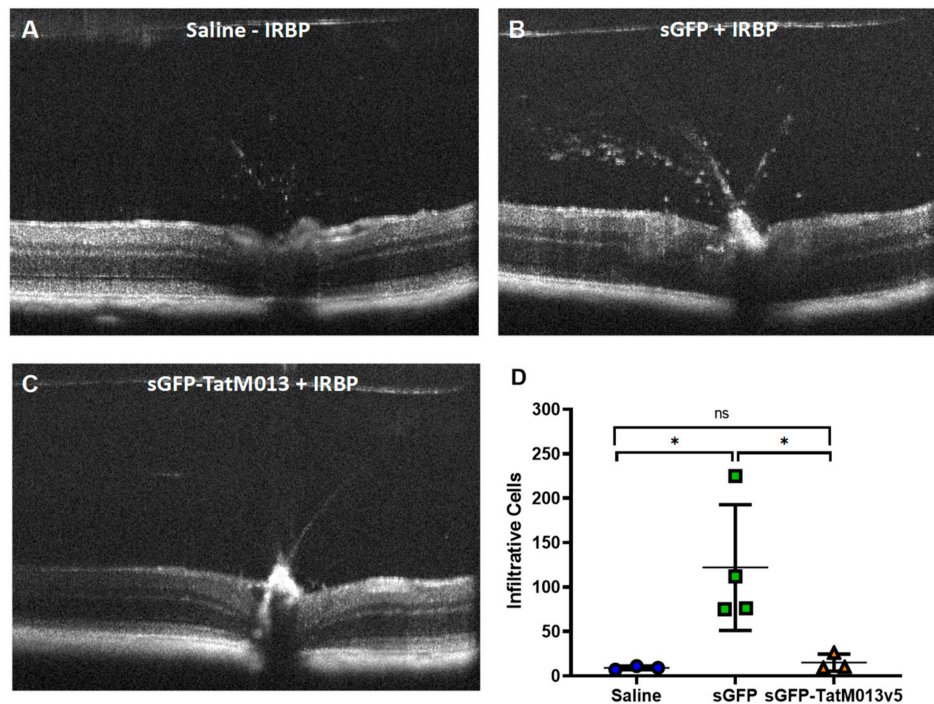 A
Saline - IRBP
B
sGFP + IRBP
C
sGFP-TatM013 + IRBP
D
300
250
200
150
100
50
0
Infiltrative Cells
ns
*
*
Saline
sGFP
sGFP-TatM013v5